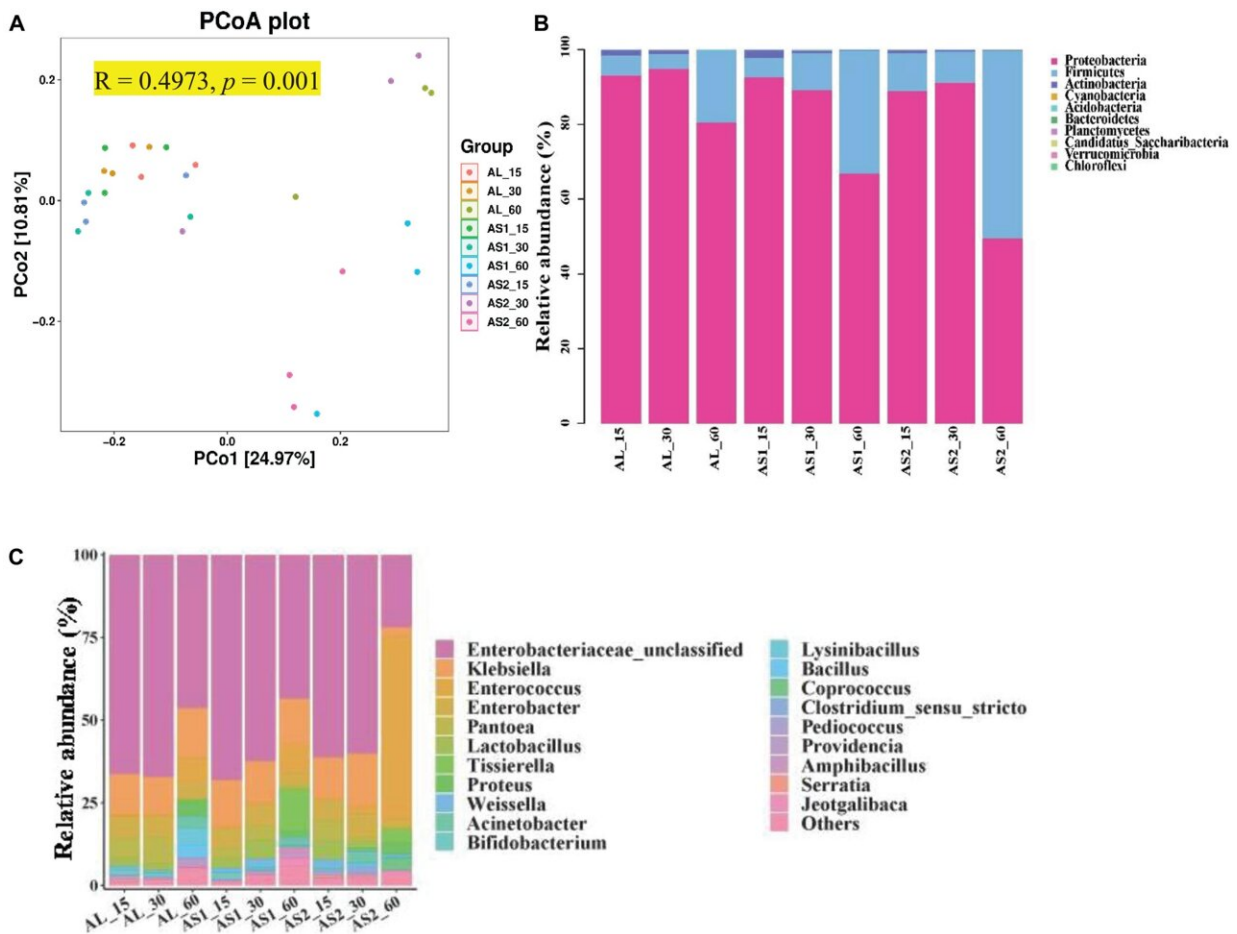 A
PCoA plot
R = 0.4973, p = 0.001
0.2
0.0
−0.2
PCo2 [10.81%]
−0.2
0.0
0.2
PCo1 [24.97%]
Group
AL_15
AL_30
AL_60
AS1_15
AS1_30
AS1_60
AS2_15
AS2_30
AS2_60
B
Relative abundance (%)
100
80
60
40
20
0
AL_15
AL_30
AL_60
AS1_15
AS1_30
AS1_60
AS2_15
AS2_30
AS2_60
Proteobacteria
Firmicutes
Actinobacteria
Cyanobacteria
Acidobacteria
Bacteroidetes
Planctomycetes
Candidatus_Saccharibacteria
Verrucomicrobia
Chloroflexi
C
Relative abundance (%)
100
75
50
25
0
AL_15
AL_30
AL_60
AS1_15
AS1_30
AS1_60
AS2_15
AS2_30
AS2_60
Enterobacteriaceae_unclassified
Klebsiella
Enterococcus
Enterobacter
Pantoea
Lactobacillus
Tissierella
Proteus
Weissella
Acinetobacter
Bifidobacterium
Lysinibacillus
Bacillus
Coprococcus
Clostridium_sensu_stricto
Pediococcus
Providencia
Amphibacillus
Serratia
Jeotgalibaca
Others